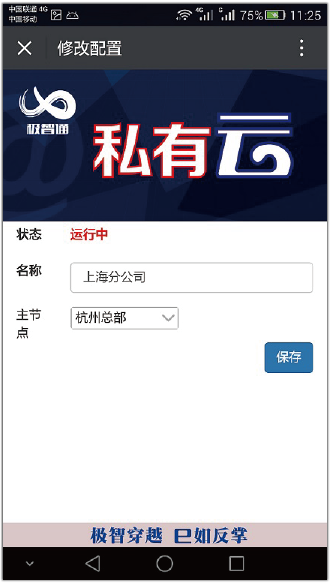 中国联通 4G
中国移动
4G
G
75%
11:25
修改配置
极智通
私有云
状态
运行中
名称
上海分公司
主节点
杭州总部
保存
极智穿越 已如反掌